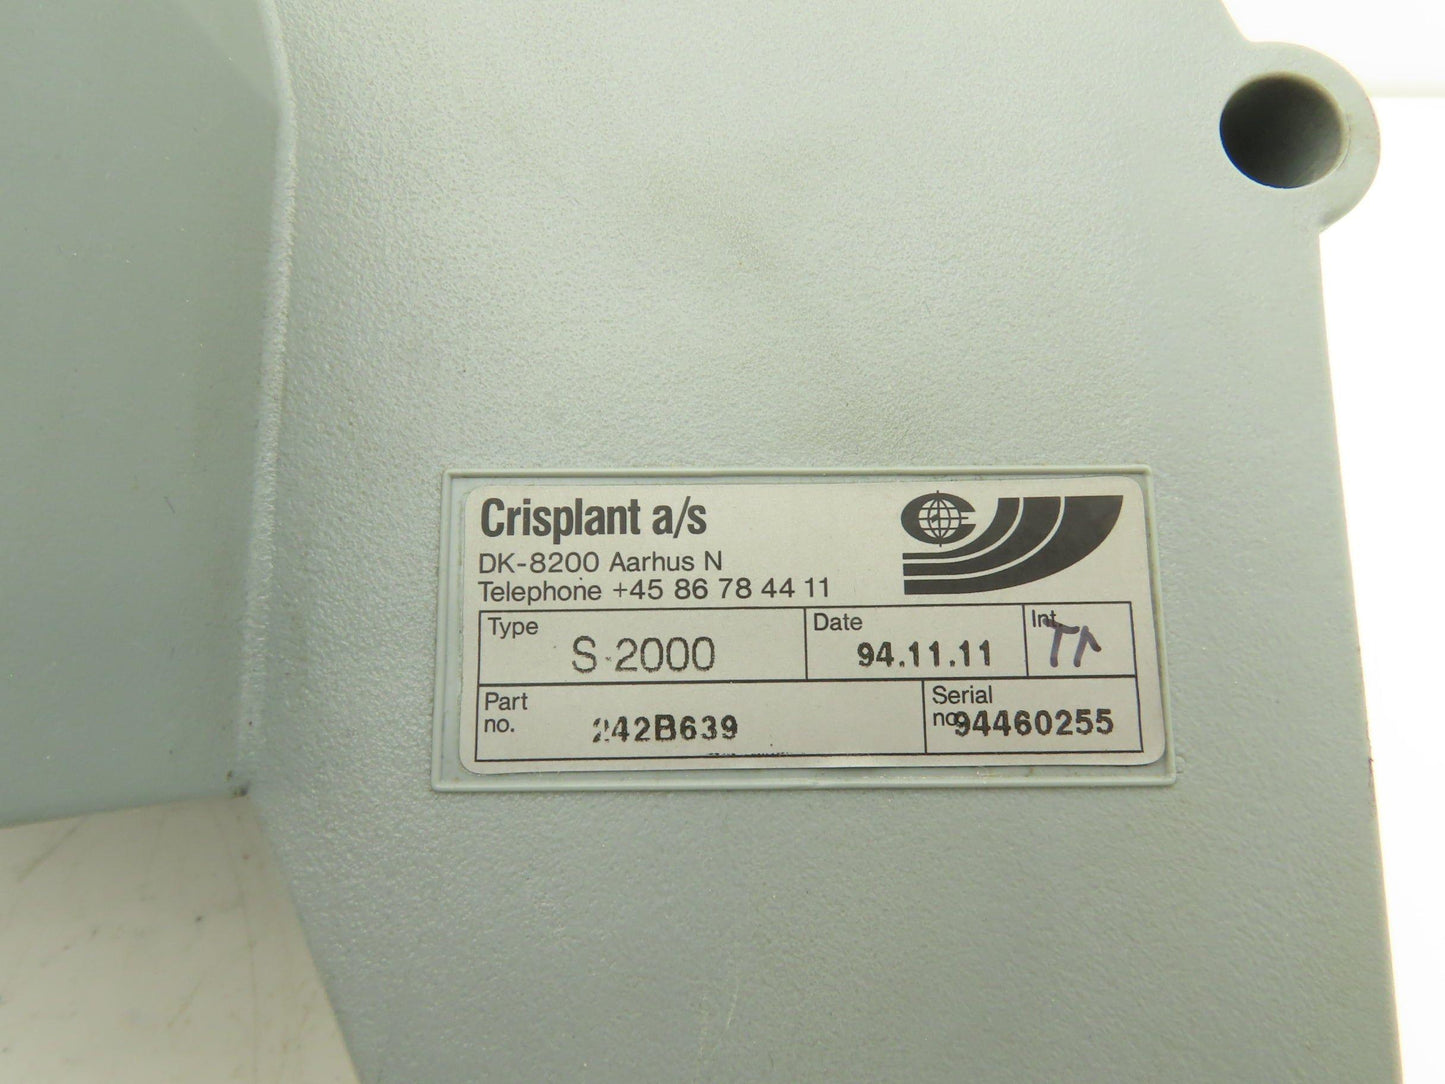 Crisplant a/s
DK-8200 Aarhus N
Telephone +45 86 78 44 11
Type S-2000 Date 94.11.11 Int.
Part no. 242B639 Serial no. 94460255